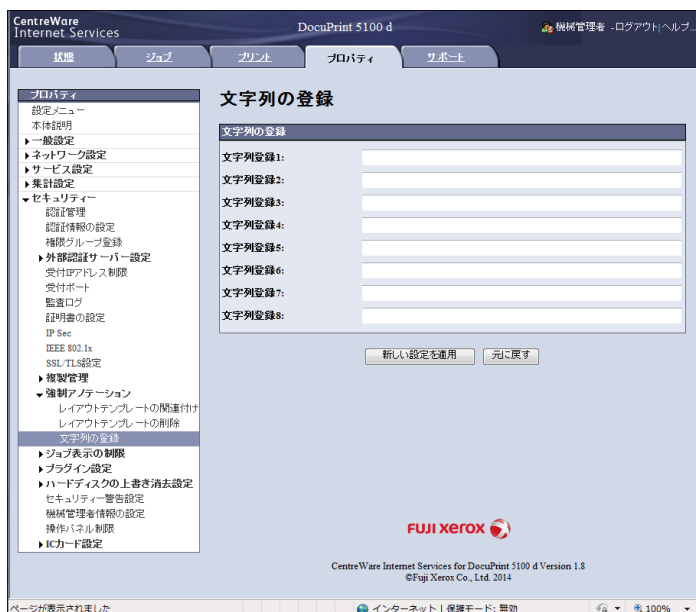 CentreWare
Internet Services
DocuPrint 5100 d
機械管理者 -ログアウト|ヘルプ...
状態
ジョブ
プリント
プロパティ
サポート
プロパティ
設定メニュー
本体説明
一般設定
ネットワーク設定
サービス設定
集計設定
セキュリティー
認証管理
認証情報の設定
権限グループ登録
外部認証サーバー設定
受付IPアドレス制限
受付ポート
監査ログ
証明書の設定
IP Sec
IEEE 802.1x
SSL/TLS設定
複製管理
強制アノテーション
レイアウトテンプレートの関連付け
レイアウトテンプレートの削除
文字列の登録
ジョブ表示の制限
プラグイン設定
ハードディスクの上書き消去設定
セキュリティー警告設定
機械管理者情報の設定
操作パネル制限
ICカード設定
文字列の登録
文字列の登録
文字列登録1:
文字列登録2:
文字列登録3:
文字列登録4:
文字列登録5:
文字列登録6:
文字列登録7:
文字列登録8:
新しい設定を適用
元に戻す
FUJI xerox
CentreWare Internet Services for DocuPrint 5100 d Version 1.8
©Fuji Xerox Co., Ltd. 2014
ページが表示されました
インターネット | 保護モード: 無効
100%